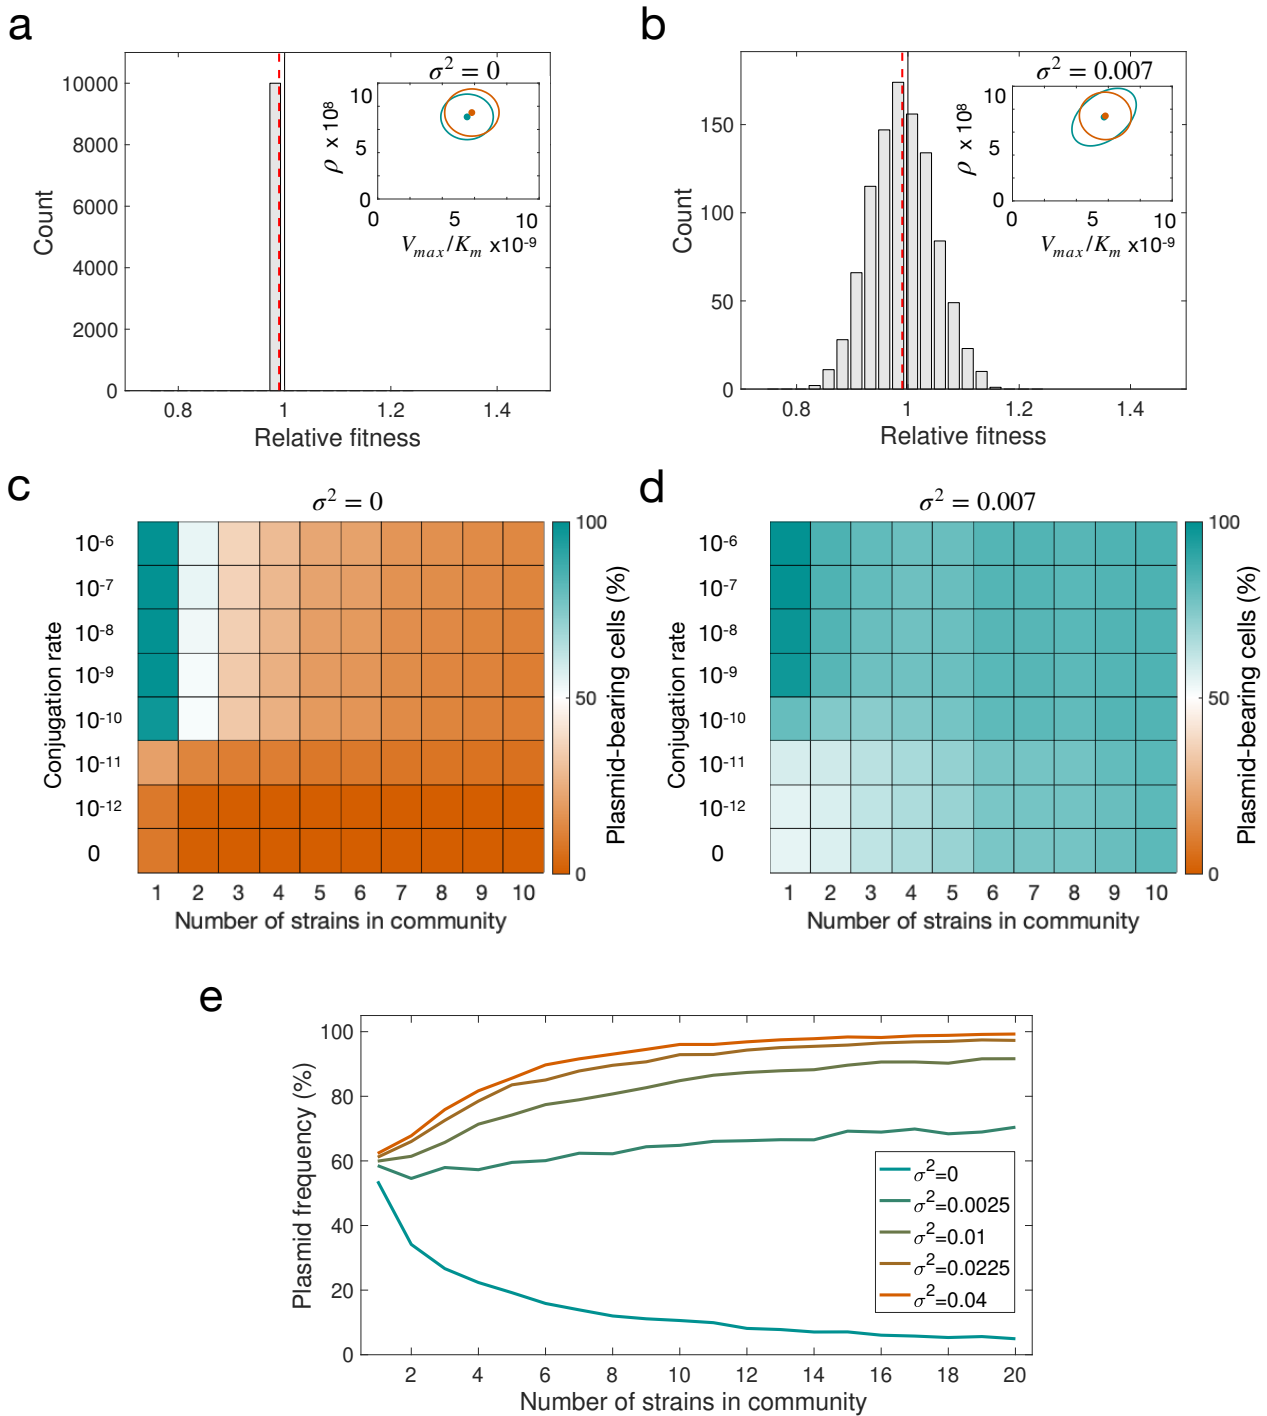 a
σ² = 0
Count
10000
8000
6000
4000
2000
0
0.8
1
1.2
1.4
Relative fitness
ρ x 10⁸
10
5
0
0
5
10
Vmax/Km x10⁻⁹
b
σ² = 0.007
Count
150
100
50
0
0.8
1
1.2
1.4
Relative fitness
ρ x 10⁸
10
5
0
0
5
10
Vmax/Km x10⁻⁹
c
σ² = 0
Conjugation rate
10⁻⁶
10⁻⁷
10⁻⁸
10⁻⁹
10⁻¹⁰
10⁻¹¹
10⁻¹²
0
1 2 3 4 5 6 7 8 9 10
Number of strains in community
100
50
0
Plasmid-bearing cells (%)
d
σ² = 0.007
Conjugation rate
10⁻⁶
10⁻⁷
10⁻⁸
10⁻⁹
10⁻¹⁰
10⁻¹¹
10⁻¹²
0
1 2 3 4 5 6 7 8 9 10
Number of strains in community
100
50
0
Plasmid-bearing cells (%)
e
Plasmid frequency (%)
100
80
60
40
20
0
2 4 6 8 10 12 14 16 18 20
Number of strains in community
σ²=0
σ²=0.0025
σ²=0.01
σ²=0.0225
σ²=0.04